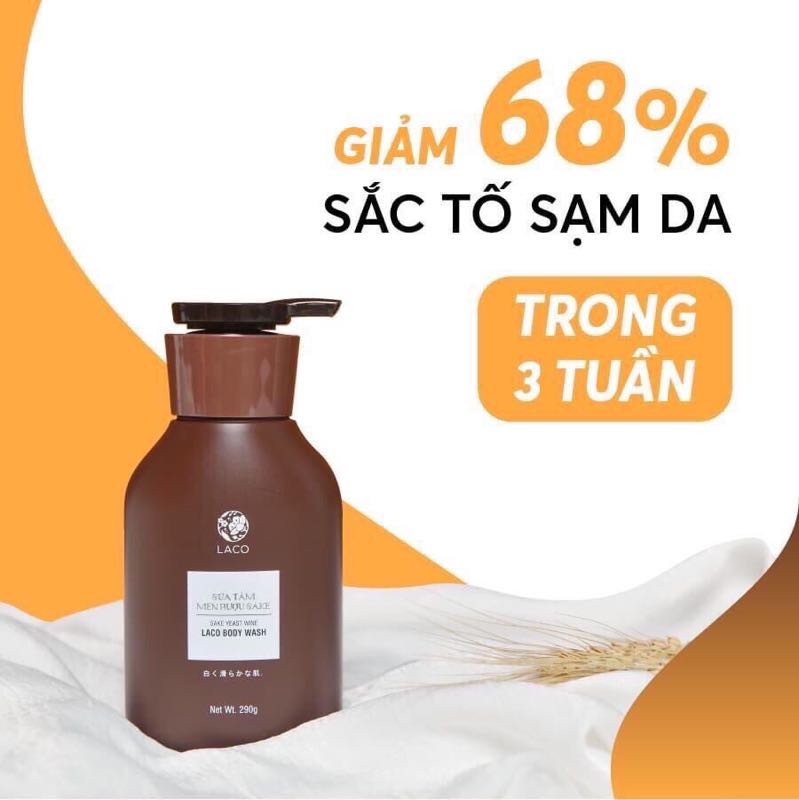 GIẢM 68%
SẮC TỐ SẠM DA
TRONG
3 TUẦN
LACO
SỮA TẮM
MEN RƯỢU SAKE
SAKE YEAST WINE
LACO BODY WASH
白く滑らかな肌.
Net Wt. 290g